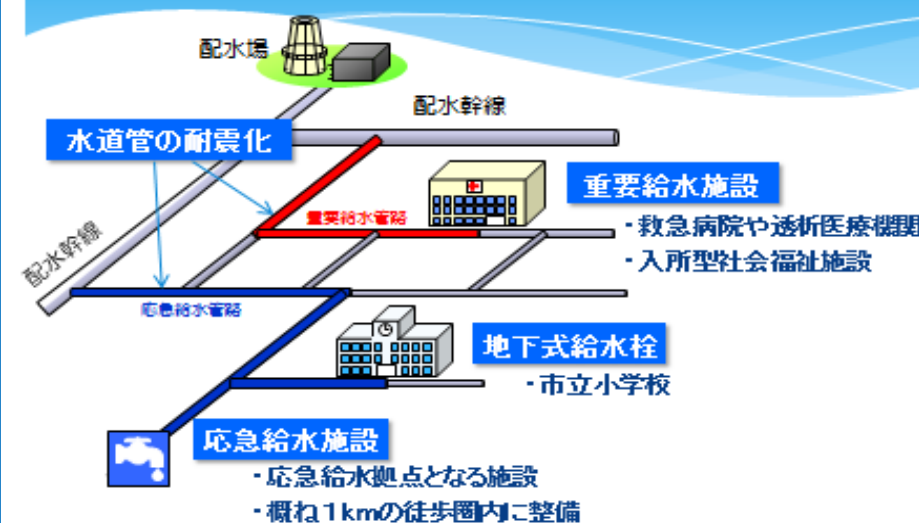 配水場
配水幹線
水道管の耐震化
重要給水施設
重要給水管路
・救急病院や透析医療機関
・入所型社会福祉施設
配水幹線
応急給水管路
地下式給水栓
・市立小学校
応急給水施設
・応急給水拠点となる施設
・概ね1kmの徒歩圏内に整備